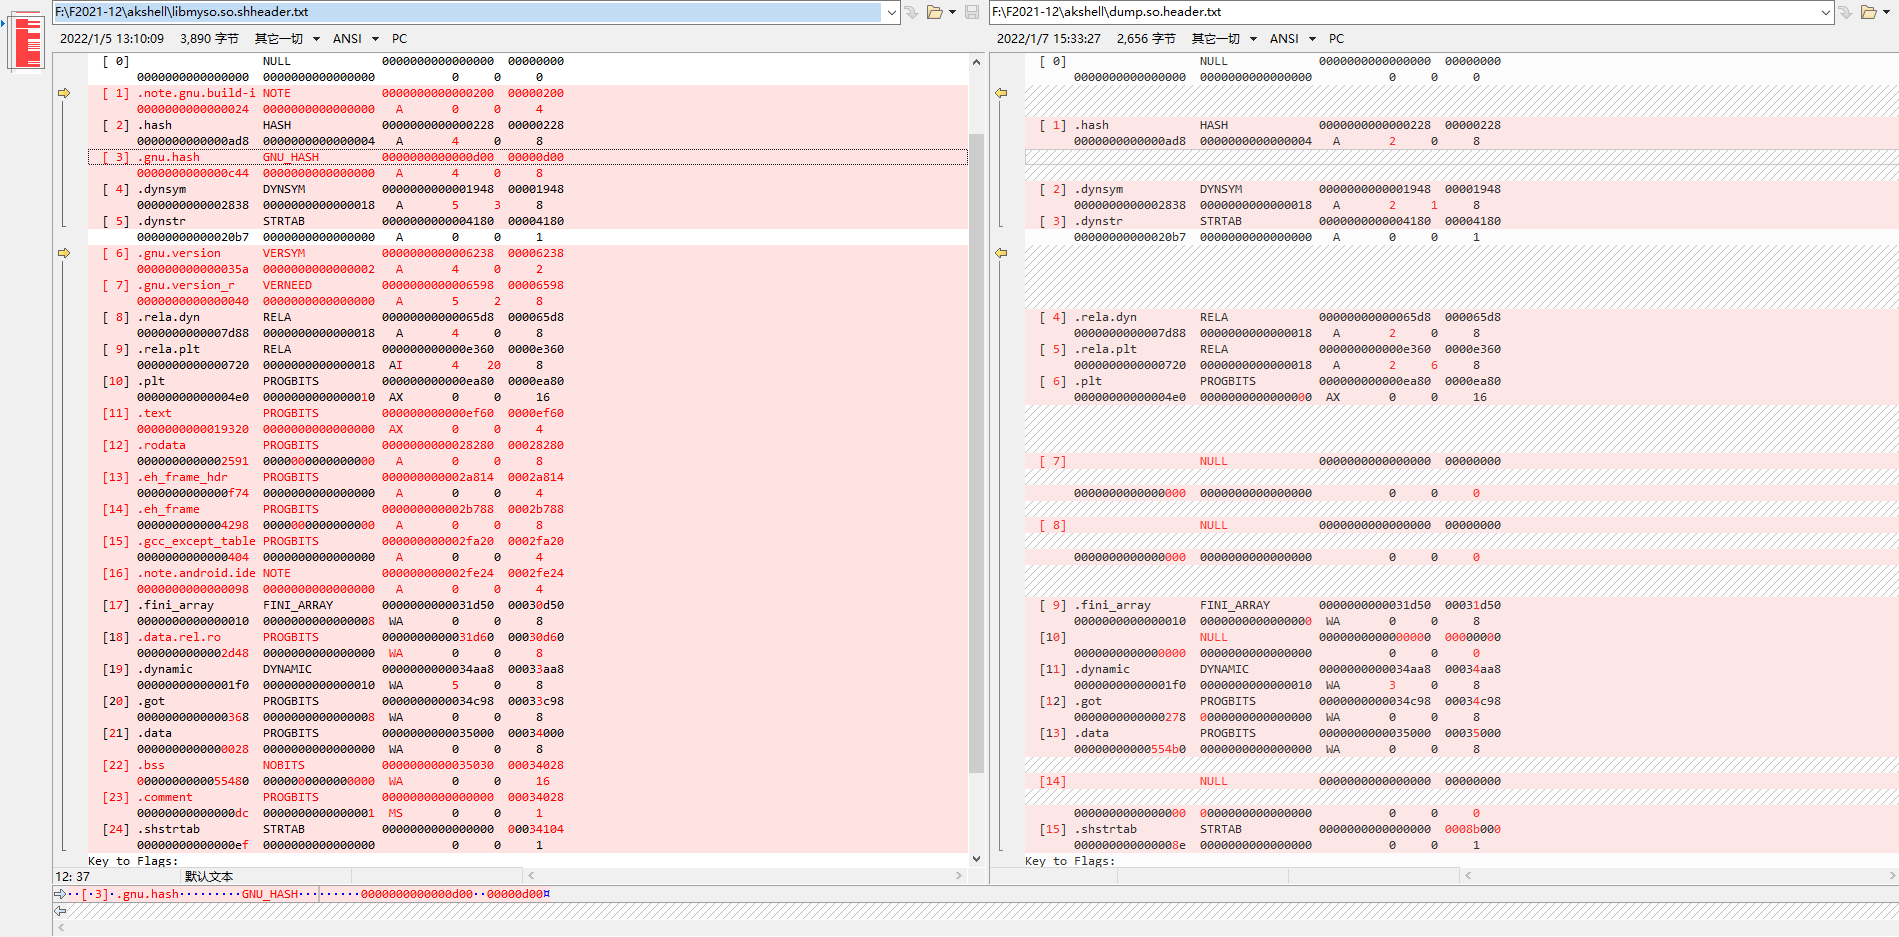 F:\F2021-12\akshell\libmyso.so.shheader.txt
2022/1/5 13:10:09 3,890 字节 其它一切 ANSI PC
[ 0] NULL 0000000000000000 00000000
0000000000000000 0000000000000000 0 0 0
[ 1] .note.gnu.build-i NOTE 0000000000000200 00000200
0000000000000024 0000000000000000 A 0 0 4
[ 2] .hash HASH 0000000000000228 00000228
0000000000000ad8 0000000000000004 A 4 0 8
[ 3] .gnu.hash GNU_HASH 0000000000000d00 00000d00
0000000000000c44 0000000000000000 A 4 0 8
[ 4] .dynsym DYNSYM 0000000000001948 00001948
0000000000002838 0000000000000018 A 5 3 8
[ 5] .dynstr STRTAB 0000000000004180 00004180
00000000000020b7 0000000000000000 A 0 0 1
[ 6] .gnu.version VERSYM 0000000000006238 00006238
000000000000035a 0000000000000002 A 4 0 2
[ 7] .gnu.version_r VERNEED 0000000000006598 00006598
0000000000000040 0000000000000000 A 5 2 8
[ 8] .rela.dyn RELA 00000000000065d8 000065d8
0000000000007d88 0000000000000018 A 4 0 8
[ 9] .rela.plt RELA 000000000000e360 0000e360
0000000000000720 0000000000000018 AI 4 20 8
[10] .plt PROGBITS 000000000000ea80 0000ea80
00000000000004e0 0000000000000010 AX 0 0 16
[11] .text PROGBITS 000000000000ef60 0000ef60
0000000000019320 0000000000000000 AX 0 0 4
[12] .rodata PROGBITS 0000000000028280 00028280
0000000000002591 0000000000000000 A 0 0 8
[13] .eh_frame_hdr PROGBITS 000000000002a814 0002a814
0000000000000f74 0000000000000000 A 0 0 4
[14] .eh_frame PROGBITS 000000000002b788 0002b788
0000000000004298 0000000000000000 A 0 0 8
[15] .gcc_except_table PROGBITS 000000000002fa20 0002fa20
0000000000000404 0000000000000000 A 0 0 4
[16] .note.android.ide NOTE 000000000002fe24 0002fe24
0000000000000098 0000000000000000 A 0 0 4
[17] .fini_array FINI_ARRAY 0000000000031d50 00030d50
0000000000000010 0000000000000008 WA 0 0 8
[18] .data.rel.ro PROGBITS 0000000000031d60 00030d60
0000000000002d48 0000000000000000 WA 0 0 8
[19] .dynamic DYNAMIC 0000000000034aa8 00033aa8
00000000000001f0 0000000000000010 WA 5 0 8
[20] .got PROGBITS 0000000000034c98 00033c98
0000000000000368 0000000000000008 WA 0 0 8
[21] .data PROGBITS 0000000000035000 00034000
0000000000000028 0000000000000000 WA 0 0 8
[22] .bss NOBITS 0000000000035030 00034028
0000000000055480 0000000000000000 WA 0 0 16
[23] .comment PROGBITS 0000000000000000 00034028
00000000000000dc 0000000000000001 MS 0 0 1
[24] .shstrtab STRTAB 0000000000000000 00034104
00000000000000ef 0000000000000000 0 0 1
Key to Flags:
12: 37 默认文本
F:\F2021-12\akshell\dump.so.header.txt
2022/1/7 15:33:27 2,656 字节 其它一切 ANSI PC
[ 0] NULL 0000000000000000 00000000
0000000000000000 0000000000000000 0 0 0
[ 1] .hash HASH 0000000000000228 00000228
0000000000000ad8 0000000000000004 A 2 0 8
[ 2] .dynsym DYNSYM 0000000000001948 00001948
0000000000002838 0000000000000018 A 2 1 8
[ 3] .dynstr STRTAB 0000000000004180 00004180
00000000000020b7 0000000000000000 A 0 0 1
[ 4] .rela.dyn RELA 00000000000065d8 000065d8
0000000000007d88 0000000000000018 A 2 0 8
[ 5] .rela.plt RELA 000000000000e360 0000e360
0000000000000720 0000000000000018 A 2 6 8
[ 6] .plt PROGBITS 000000000000ea80 0000ea80
00000000000004e0 0000000000000000 AX 0 0 16
[ 7] NULL 0000000000000000 00000000
0000000000000000 0000000000000000 0 0 0
[ 8] NULL 0000000000000000 00000000
0000000000000000 0000000000000000 0 0 0
[ 9] .fini_array FINI_ARRAY 0000000000031d50 00031d50
0000000000000010 0000000000000000 WA 0 0 8
[10] NULL 0000000000000000 00000000
0000000000000000 0000000000000000 0 0 0
[11] .dynamic DYNAMIC 0000000000034aa8 00034aa8
00000000000001f0 0000000000000010 WA 3 0 8
[12] .got PROGBITS 0000000000034c98 00034c98
0000000000000278 0000000000000000 WA 0 0 8
[13] .data PROGBITS 0000000000035000 00035000
00000000000554b0 0000000000000000 WA 0 0 8
[14] NULL 0000000000000000 00000000
0000000000000000 0000000000000000 0 0 0
[15] .shstrtab STRTAB 0000000000000000 0008b000
000000000000008e 0000000000000000 0 0 1
Key to Flags:
··[·3]·.gnu.hash·········GNU_HASH·········0000000000000d00··00000d00¤